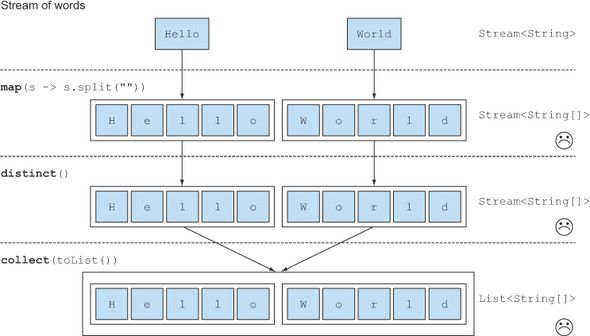 Stream of words
Hello World Stream<String>
map(s -> s.split(""))
H e l l o W o r l d Stream<String[]>
distinct()
H e l l o W o r l d Stream<String[]>
collect(toList())
H e l l o W o r l d List<String[]>